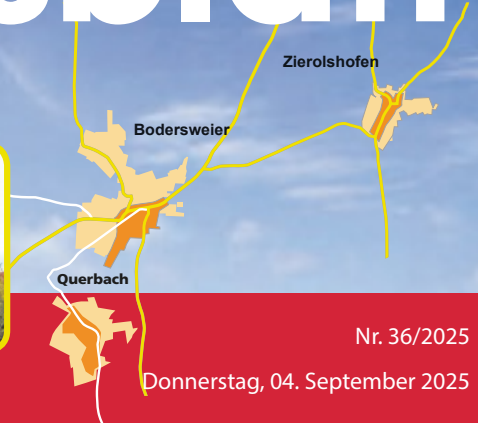 Zierolshofen
Bodersweier
Querbach
Nr. 36/2025
Donnerstag, 04. September 2025